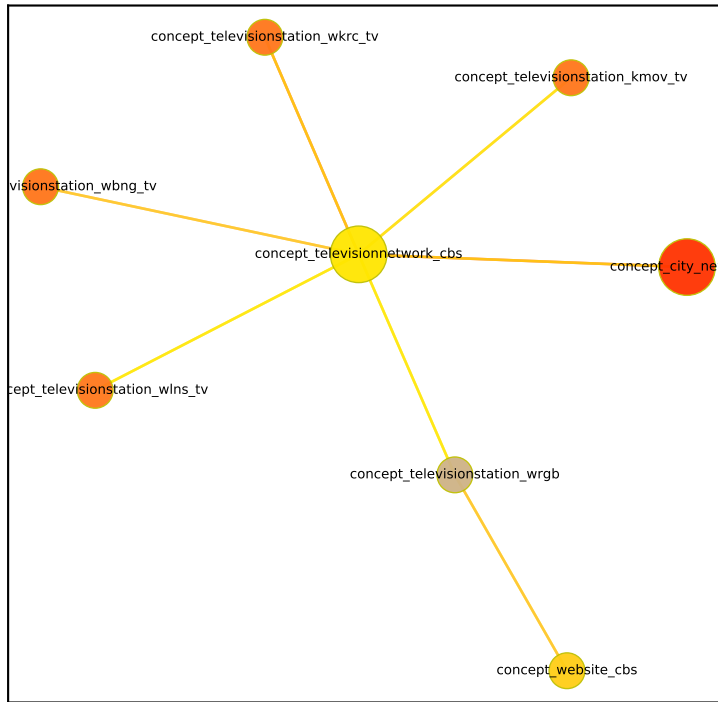 concept_televisionstation_wkrc_tv
concept_televisionstation_kmov_tv
visionstation_wbng_tv
concept_televisionnetwork_cbs
concept_city_ne
cept_televisionstation_wlns_tv
concept_televisionstation_wrgb
concept_website_cbs